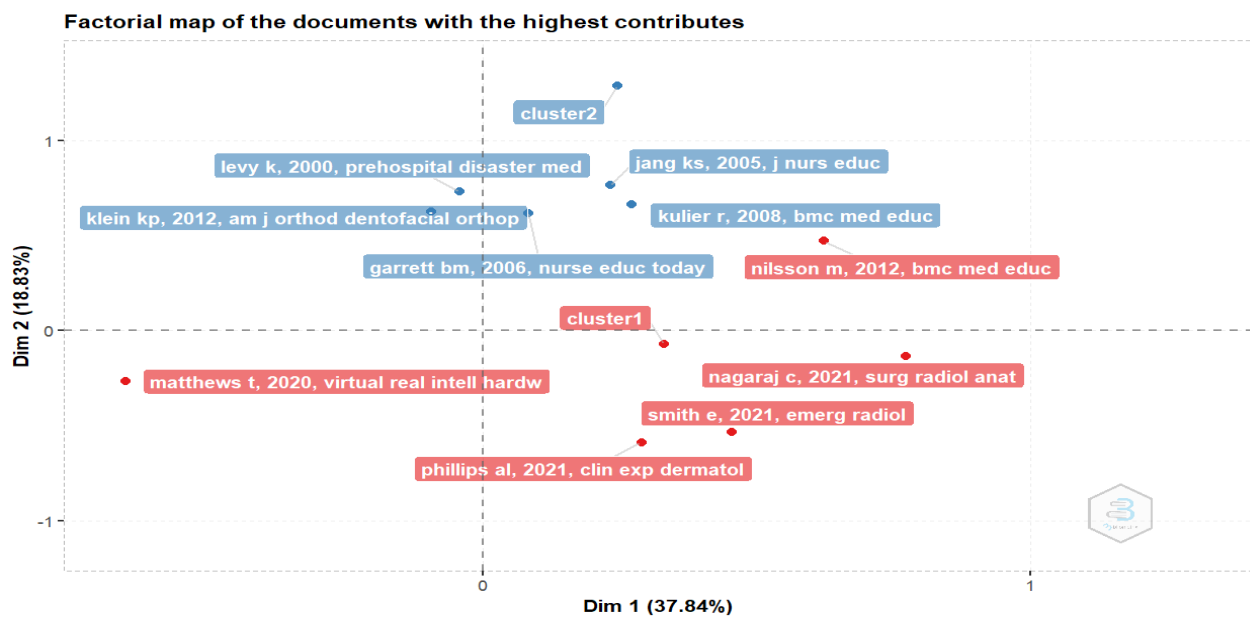 Factorial map of the documents with the highest contributes
cluster2
levy k, 2000, prehospital disaster med
jang ks, 2005, j nurs educ
klein kp, 2012, am j orthod dentofacial orthop
kulier r, 2008, bmc med educ
garrett bm, 2006, nurse educ today
nilsson m, 2012, bmc med educ
cluster1
matthews t, 2020, virtual real intell hardw
nagaraj c, 2021, surg radiol anat
smith e, 2021, emerg radiol
phillips al, 2021, clin exp dermatol
1
0
-1
Dim 2 (18.83%)
0
1
Dim 1 (37.84%)